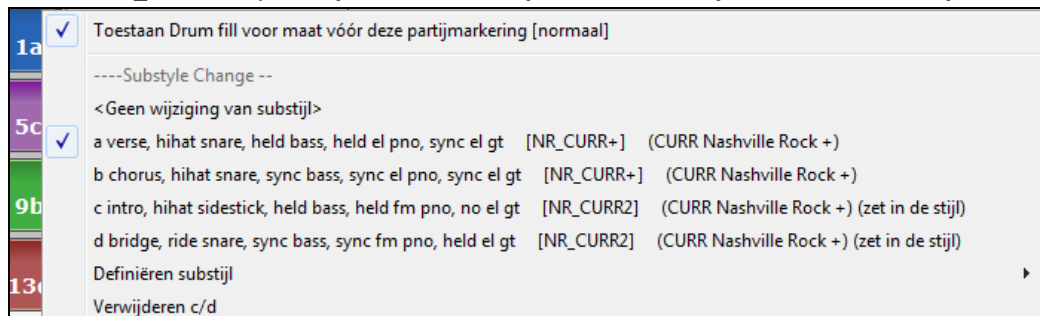 Toestaan Drum fill voor maat vóór deze partijmarkering [normaal]
1a
----Substyle Change --
<Geen wijziging van substijl>
5c
a verse, hihat snare, held bass, held el pno, sync el gt [NR_CURR+] (CURR Nashville Rock +)
b chorus, hihat snare, sync bass, sync el pno, sync el gt [NR_CURR+] (CURR Nashville Rock +)
9b
c intro, hihat sidestick, held bass, held fm pno, no el gt [NR_CURR2] (CURR Nashville Rock +) (zet in de stijl)
d bridge, ride snare, sync bass, sync fm pno, held el gt [NR_CURR2] (CURR Nashville Rock +) (zet in de stijl)
Definiëren substijl
Verwijderen c/d